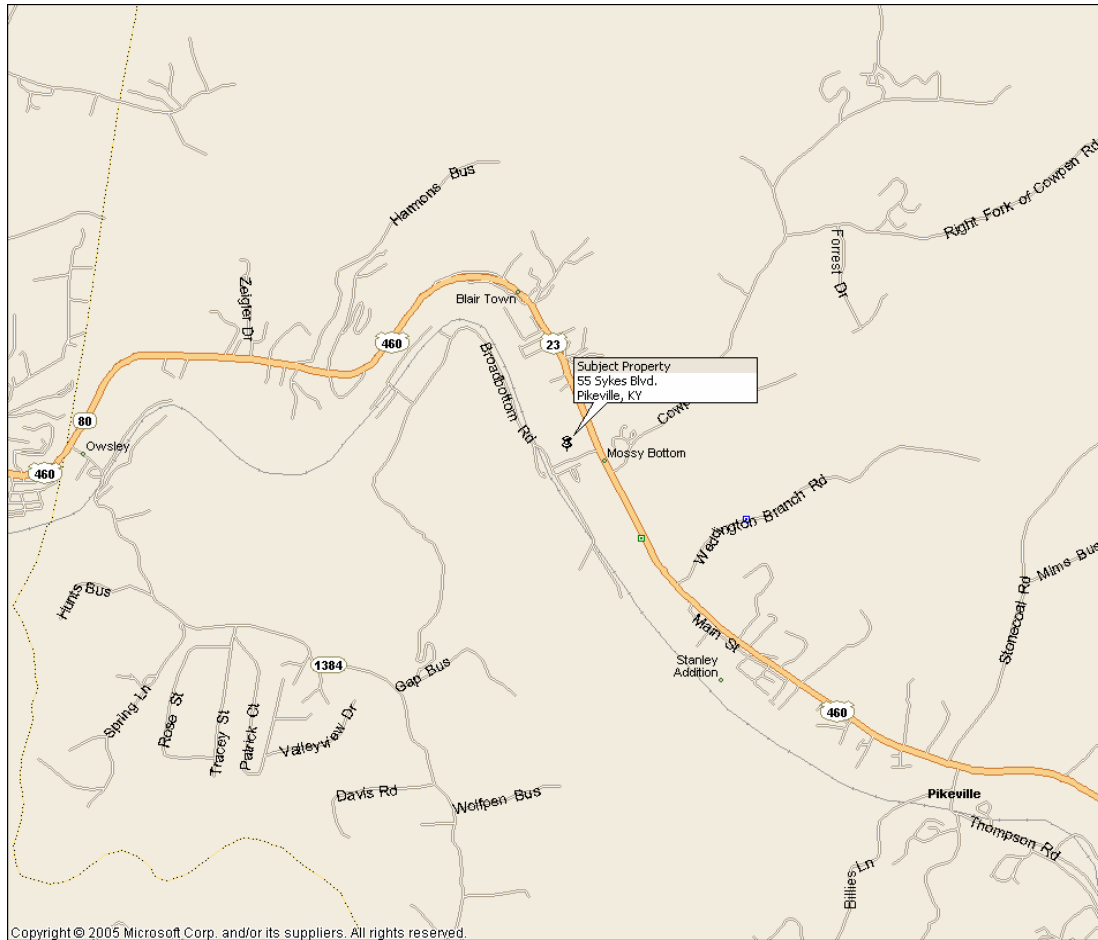 Harmons Bus
Right Fork of Cowpen Rd
Forrest Dr
Zeigler Dr
Blair Town
460
23
Broadbottom Rd
Subject Property
55 Sykes Blvd.
Pikeville, KY
Cowp
80
Owsley
460
Mossy Bottom
Weddington Branch Rd
Stonecoal Rd
Mims Bus
Hunts Bus
Main St
Stanley
Addition
1384
Gap Bus
Spring Ln
Rose St
Tracey St
Patrick Ct
Valleyview Dr
460
Davis Rd
Wolfpen Bus
Pikeville
Thompson Rd
Billies Ln
Copyright © 2005 Microsoft Corp. and/or its suppliers. All rights reserved.